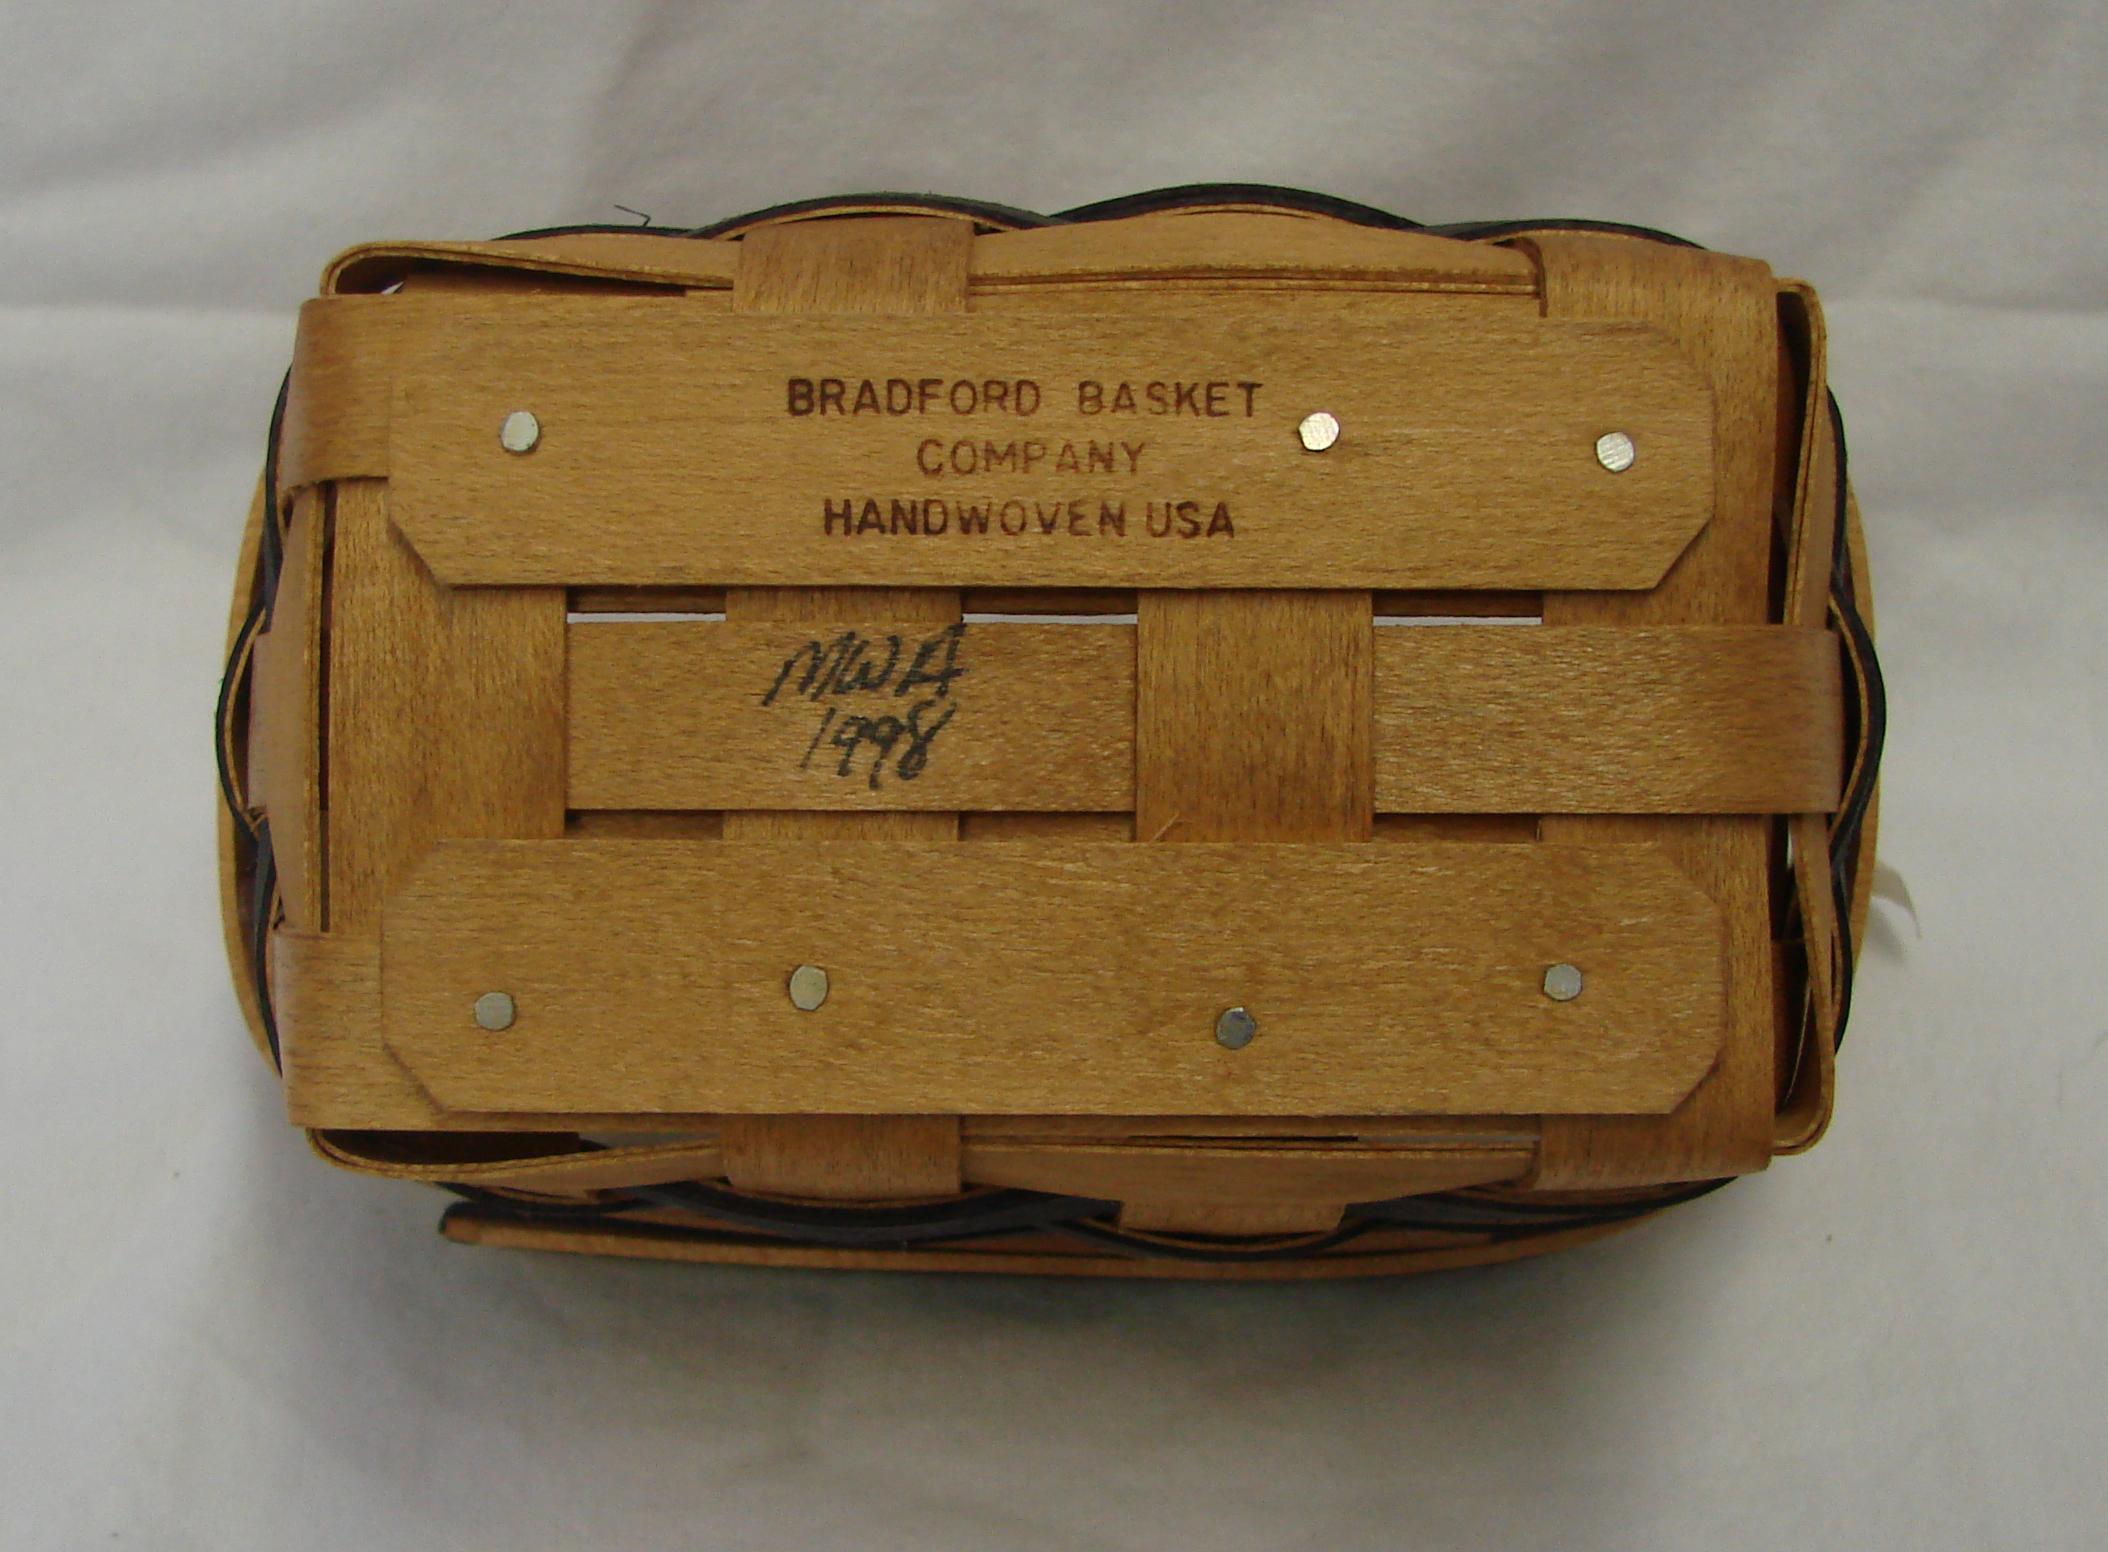 BRADFORD BASKET
COMPANY
HANDWOVEN USA
MWA
1998